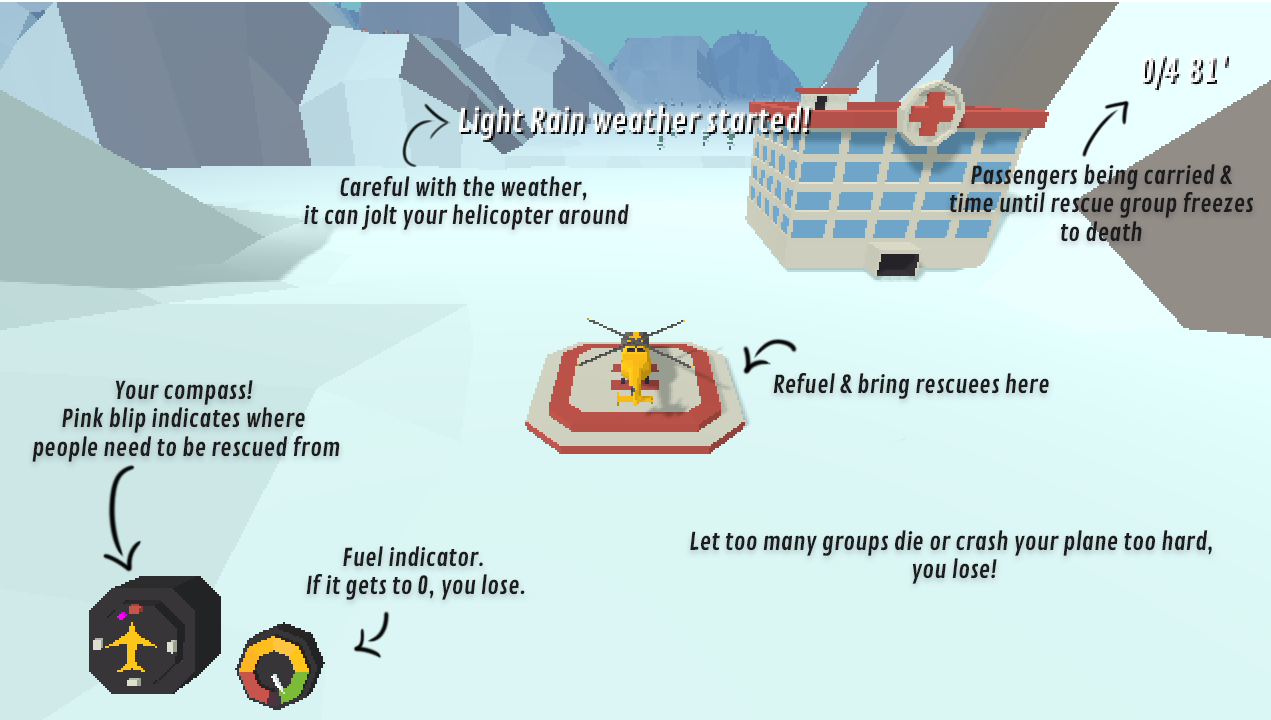 0/4 81'
Light Rain weather started!
Careful with the weather,
it can jolt your helicopter around
Passengers being carried &
time until rescue group freezes
to death
Your compass!
Pink blip indicates where
people need to be rescued from
Refuel & bring rescuees here
Fuel indicator.
If it gets to 0, you lose.
Let too many groups die or crash your plane too hard,
you lose!